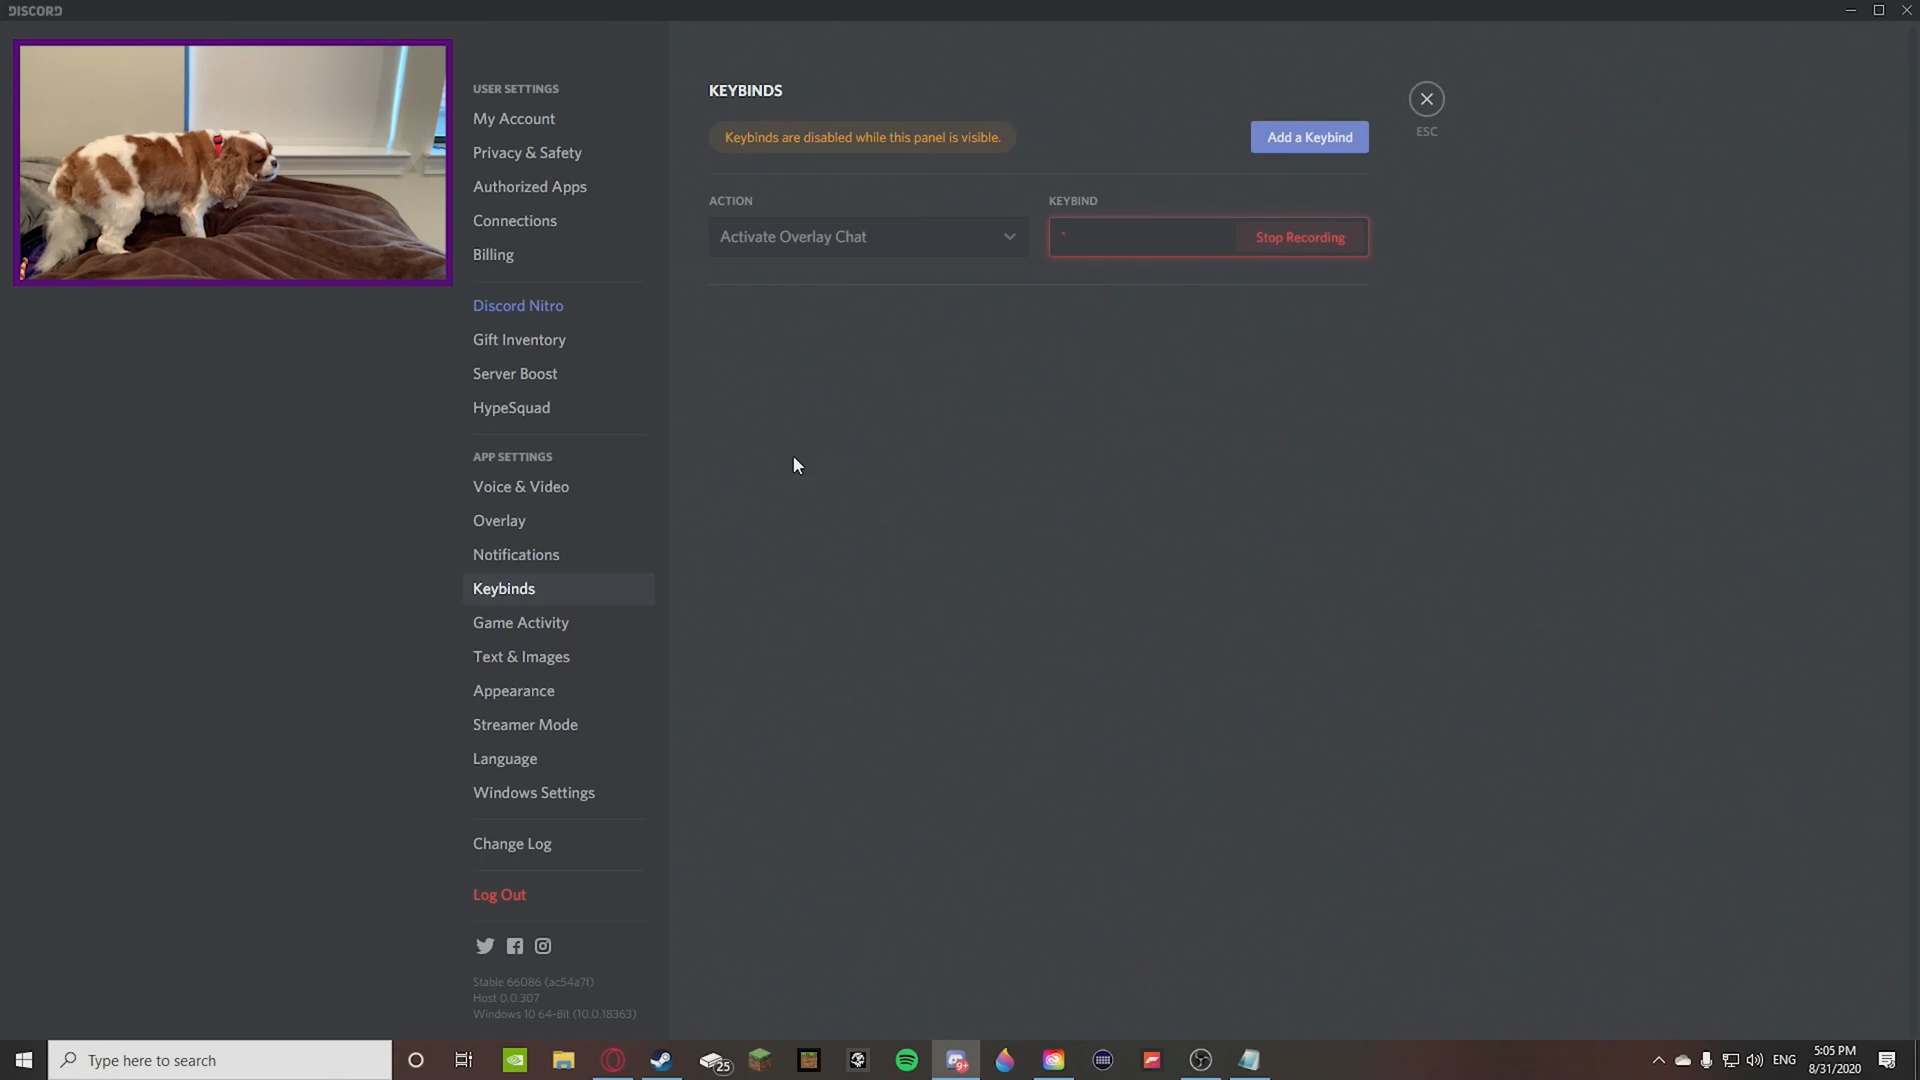 DISCORD
USER SETTINGS
My Account
Privacy & Safety
Authorized Apps
Connections
Billing
Discord Nitro
Gift Inventory
Server Boost
HypeSquad
APP SETTINGS
Voice & Video
Overlay
Notifications
Keybinds
Game Activity
Text & Images
Appearance
Streamer Mode
Language
Windows Settings
Change Log
Log Out
Stable 66086 (ac54a7f)
Host 0.0.307
Windows 10 64-Bit (10.0.18363)
KEYBINDS
Keybinds are disabled while this panel is visible.
Add a Keybind
ESC
ACTION
KEYBIND
Activate Overlay Chat
` Stop Recording
Type here to search
25
9+
ENG
5:05 PM
8/31/2020